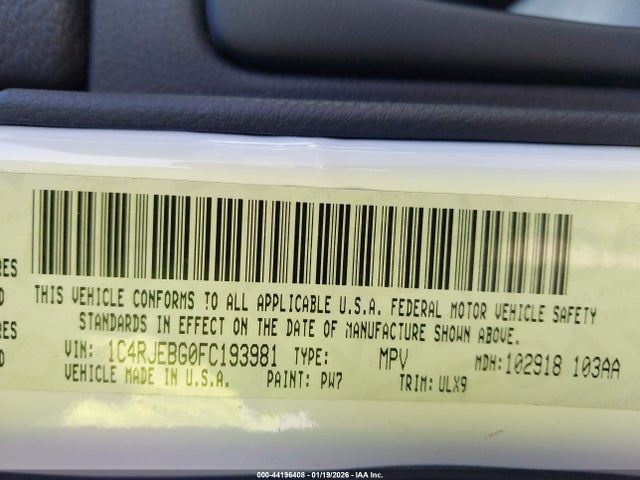 THIS VEHICLE CONFORMS TO ALL APPLICABLE U.S.A. FEDERAL MOTOR VEHICLE SAFETY
STANDARDS IN EFFECT ON THE DATE OF MANUFACTURE SHOWN ABOVE.
RES
D
RES
D
VIN: 1C4RJEBG0FC193981 TYPE: MPV MDH:102918 103AA
VEHICLE MADE IN U.S.A. PAINT: PW7 TRIM: ULX9
000-44196408 - 01/19/2026 - IAA Inc.